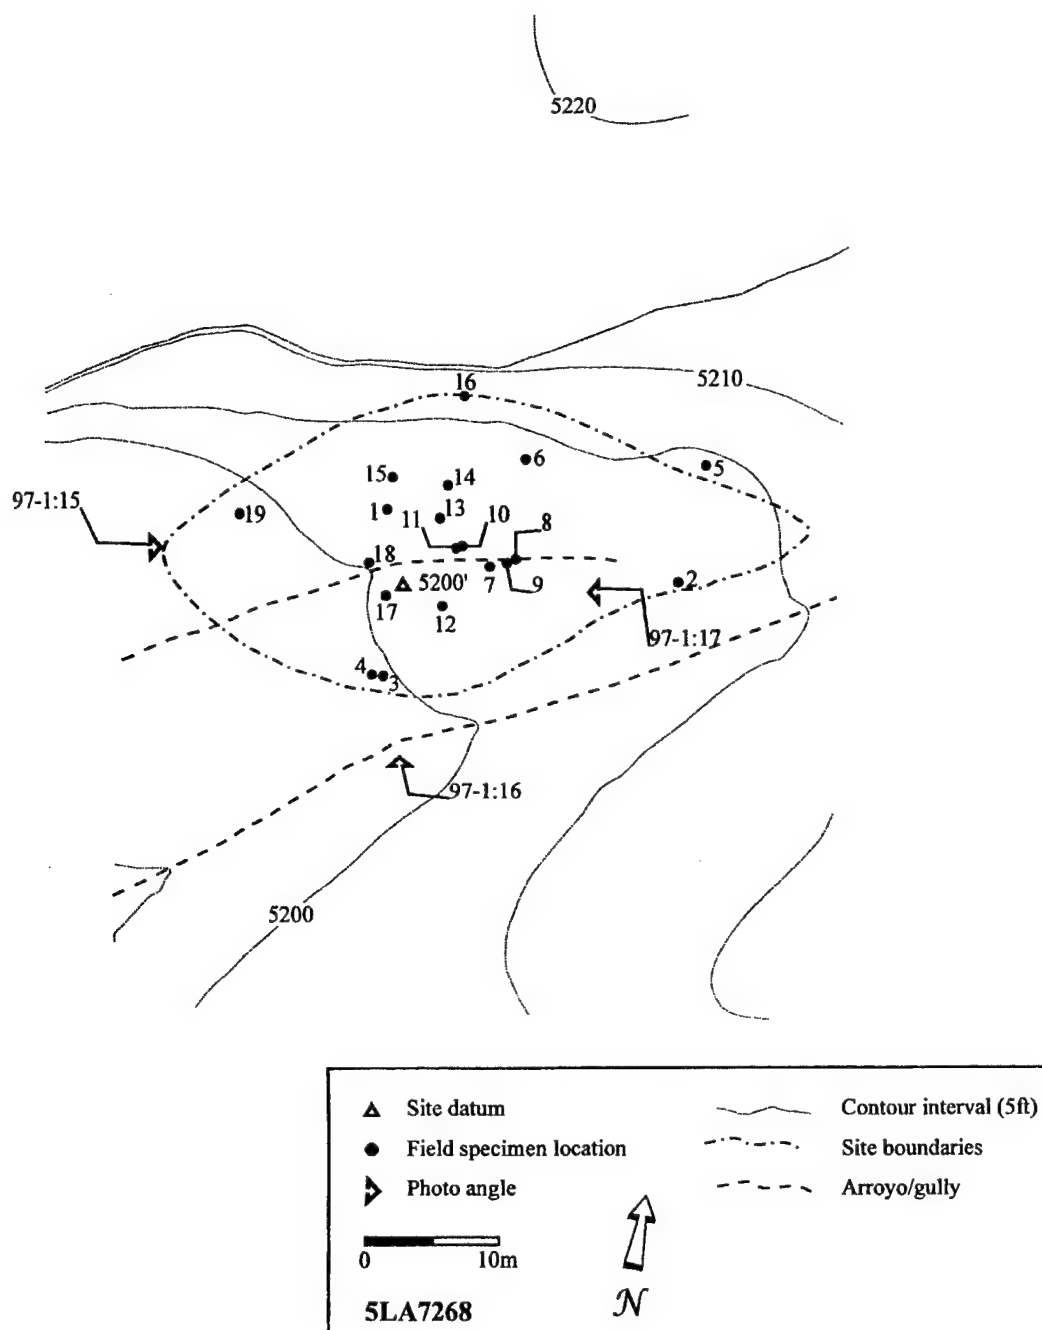 5220
5210
16
6
5
15
14
97-1:15
19
1
13
11
10
8
18
5200'
7
9
2
17
12
97-1:17
4
3
97-1:16
5200
Site datum
Contour interval (5ft)
Field specimen location
Site boundaries
Photo angle
Arroyo/gully
0 10m
5LA7268
N